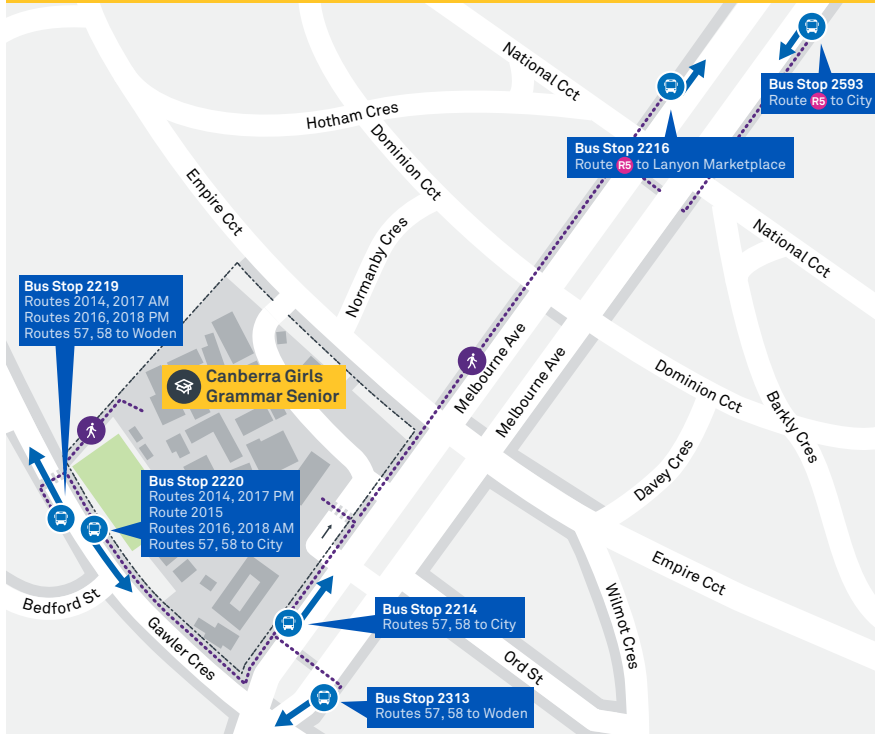 National Cct
Bus Stop 2593
Route R5 to City
Hotham Cres
Dominion Cct
Bus Stop 2216
Route R5 to Lanyon Marketplace
Empire Cct
Normanby Cres
National Cct
Bus Stop 2219
Routes 2014, 2017 AM
Routes 2016, 2018 PM
Routes 57, 58 to Woden
Canberra Girls
Grammar Senior
Melbourne Ave
Melbourne Ave
Dominion Cct
Barkly Cres
Davey Cres
Bus Stop 2220
Routes 2014, 2017 PM
Route 2015
Routes 2016, 2018 AM
Routes 57, 58 to City
Empire Cct
Bedford St
Wilmot Cres
Gawler Cres
Bus Stop 2214
Routes 57, 58 to City
Ord St
Bus Stop 2313
Routes 57, 58 to Woden